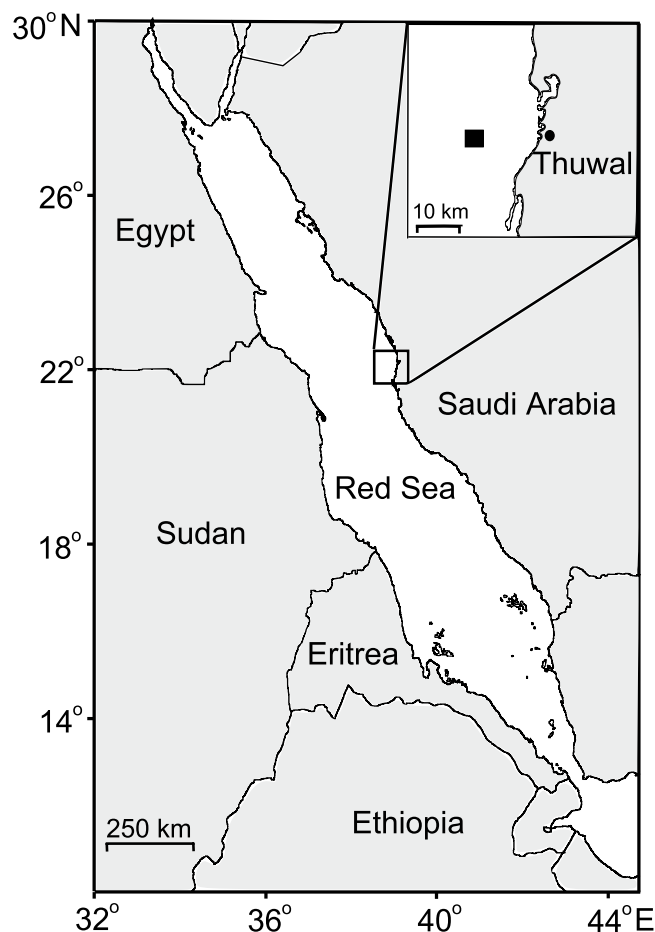 30° N
Thuwal
10 km
26°
Egypt
22°
Saudi Arabia
Red Sea
18°
Sudan
Eritrea
14°
250 km
Ethiopia
32° 36° 40° 44° E